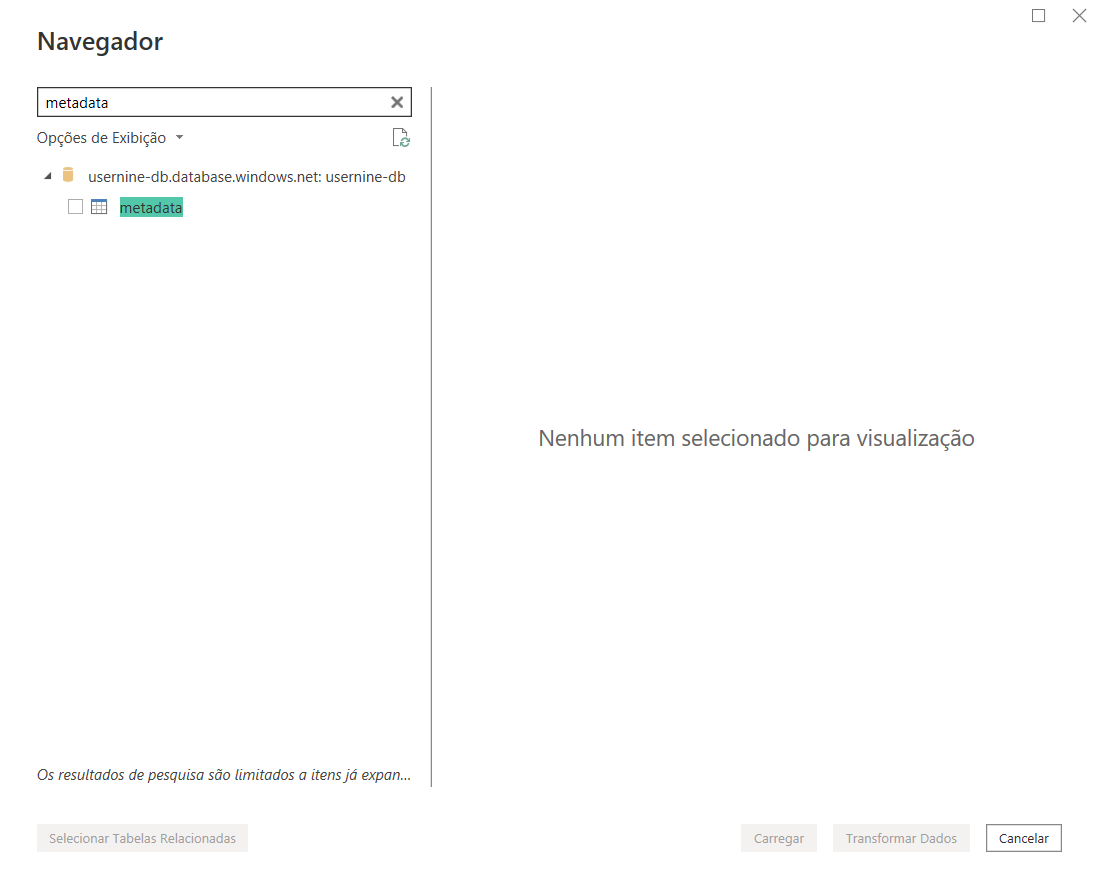 Navegador
metadata
Opções de Exibição
usernine-db.database.windows.net: usernine-db
metadata
Nenhum item selecionado para visualização
Os resultados de pesquisa são limitados a itens já expan...
Selecionar Tabelas Relacionadas
Carregar
Transformar Dados
Cancelar